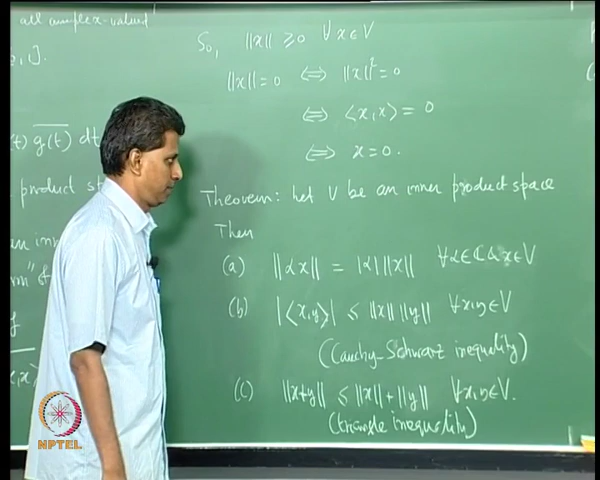 all complex-valued
So, ||x|| ≥ 0 ∀ x ∈ V
||x|| = 0 ⟺ ||x||² = 0
⟺ ⟨x, x⟩ = 0
⟺ x = 0.
g(t) dt
product
Theorem: Let V be an inner product space
Then
(a) ||αx|| = |α| ||x|| ∀ α ∈ ℂ & x ∈ V
(b) |⟨x,y⟩| ≤ ||x|| ||y|| ∀ x,y ∈ V
(Cauchy-Schwarz inequality)
(c) ||x+y|| ≤ ||x|| + ||y|| ∀ x,y ∈ V.
(triangle inequality)
NPTEL